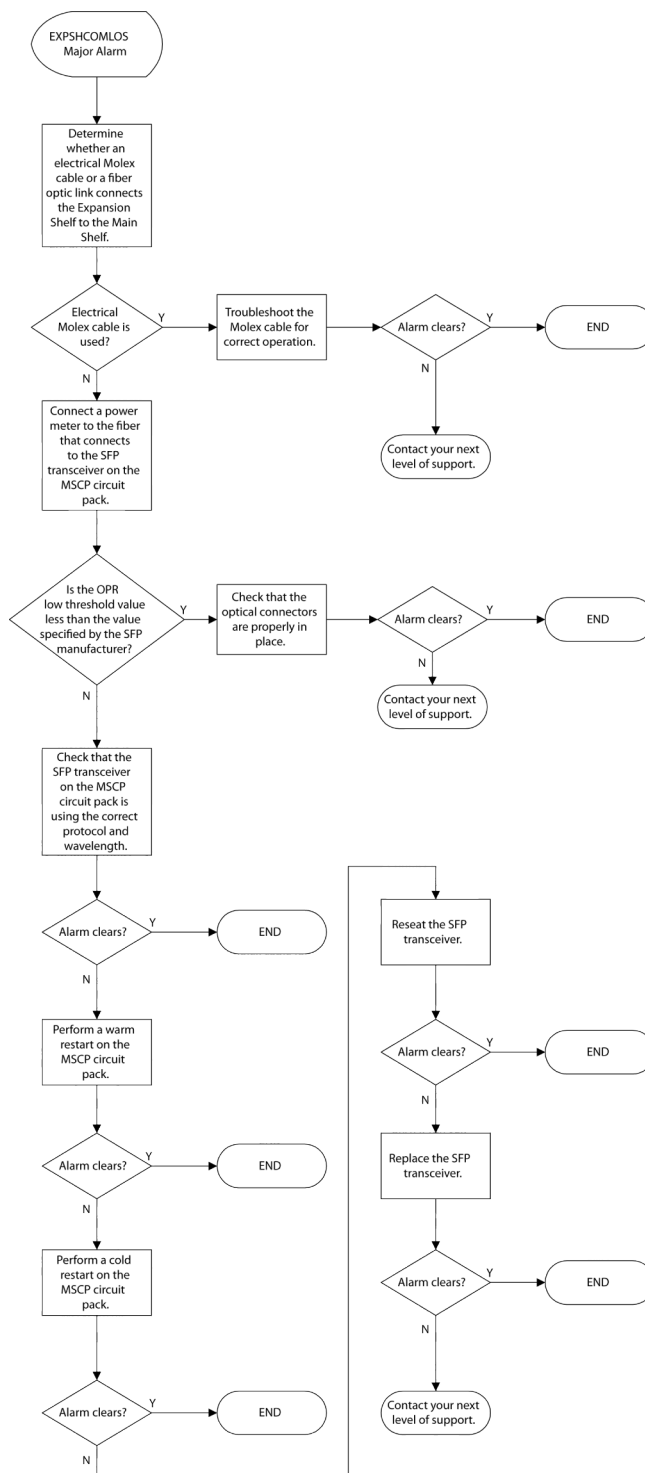 EXPSHCOMLOS
Major Alarm
Determine
whether an
electrical Molex
cable or a fiber
optic link connects
the Expansion
Shelf to the Main
Shelf.
Electrical
Molex cable is
used?
Y
Troubleshoot the
Molex cable for
correct operation.
Alarm clears?
Y
END
N
Contact your next
level of support.
N
Connect a power
meter to the fiber
that connects
to the SFP
transceiver on the
MSCP circuit
pack.
Is the OPR
low threshold value
less than the value
specified by the SFP
manufacturer?
Y
Check that the
optical connectors
are properly in
place.
Alarm clears?
Y
END
N
Contact your next
level of support.
N
Check that the
SFP transceiver
on the MSCP
circuit pack is
using the correct
protocol and
wavelength.
Alarm clears?
Y
END
N
Perform a warm
restart on the
MSCP circuit
pack.
Alarm clears?
Y
END
N
Perform a cold
restart on the
MSCP circuit
pack.
Alarm clears?
Y
END
N
Reseat the SFP
transceiver.
Alarm clears?
Y
END
N
Replace the SFP
transceiver.
Alarm clears?
Y
END
N
Contact your next
level of support.